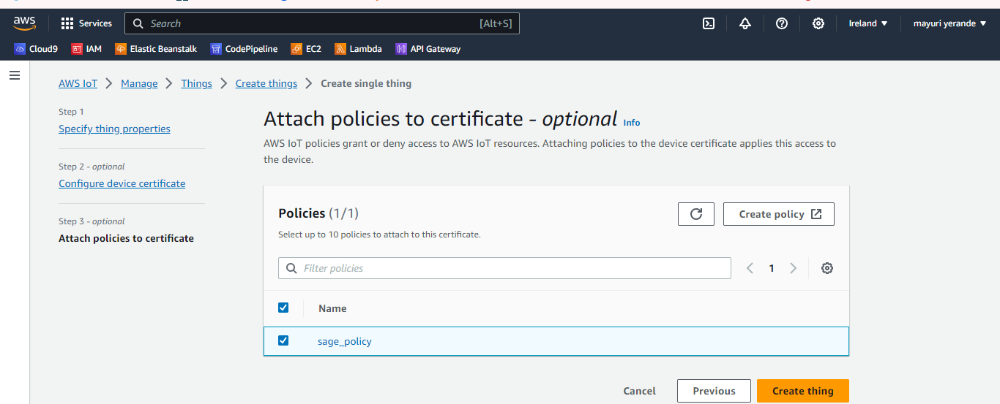 aws
Services
Search [Alt+S]
Ireland ▼
mayuri yerande ▼
Cloud9 IAM Elastic Beanstalk CodePipeline EC2 Lambda API Gateway
AWS IoT > Manage > Things > Create things > Create single thing
Step 1
Specify thing properties
Step 2 - optional
Configure device certificate
Step 3 - optional
Attach policies to certificate
Attach policies to certificate - optional Info
AWS IoT policies grant or deny access to AWS IoT resources. Attaching policies to the device certificate applies this access to
the device.
Policies (1/1)
Create policy
Select up to 10 policies to attach to this certificate.
Filter policies
1
Name
sage_policy
Cancel Previous Create thing